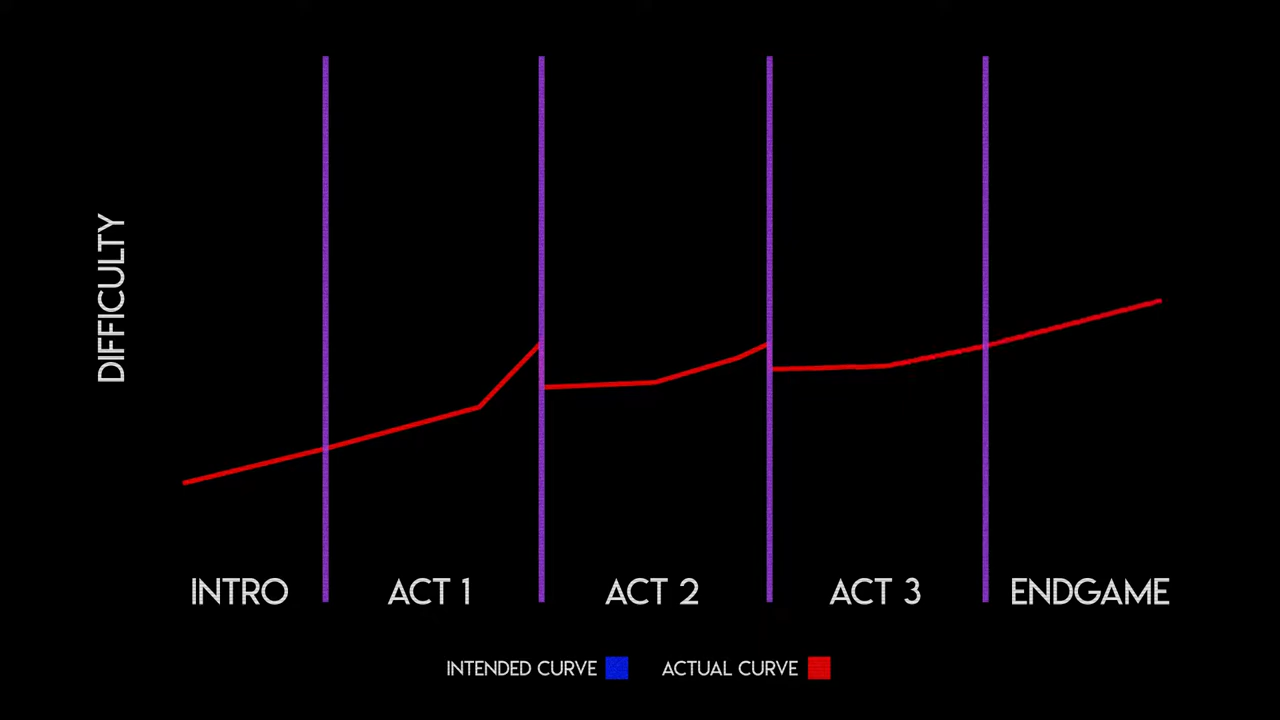 DIFFICULTY
INTRO
ACT 1
ACT 2
ACT 3
ENDGAME
INTENDED CURVE
ACTUAL CURVE